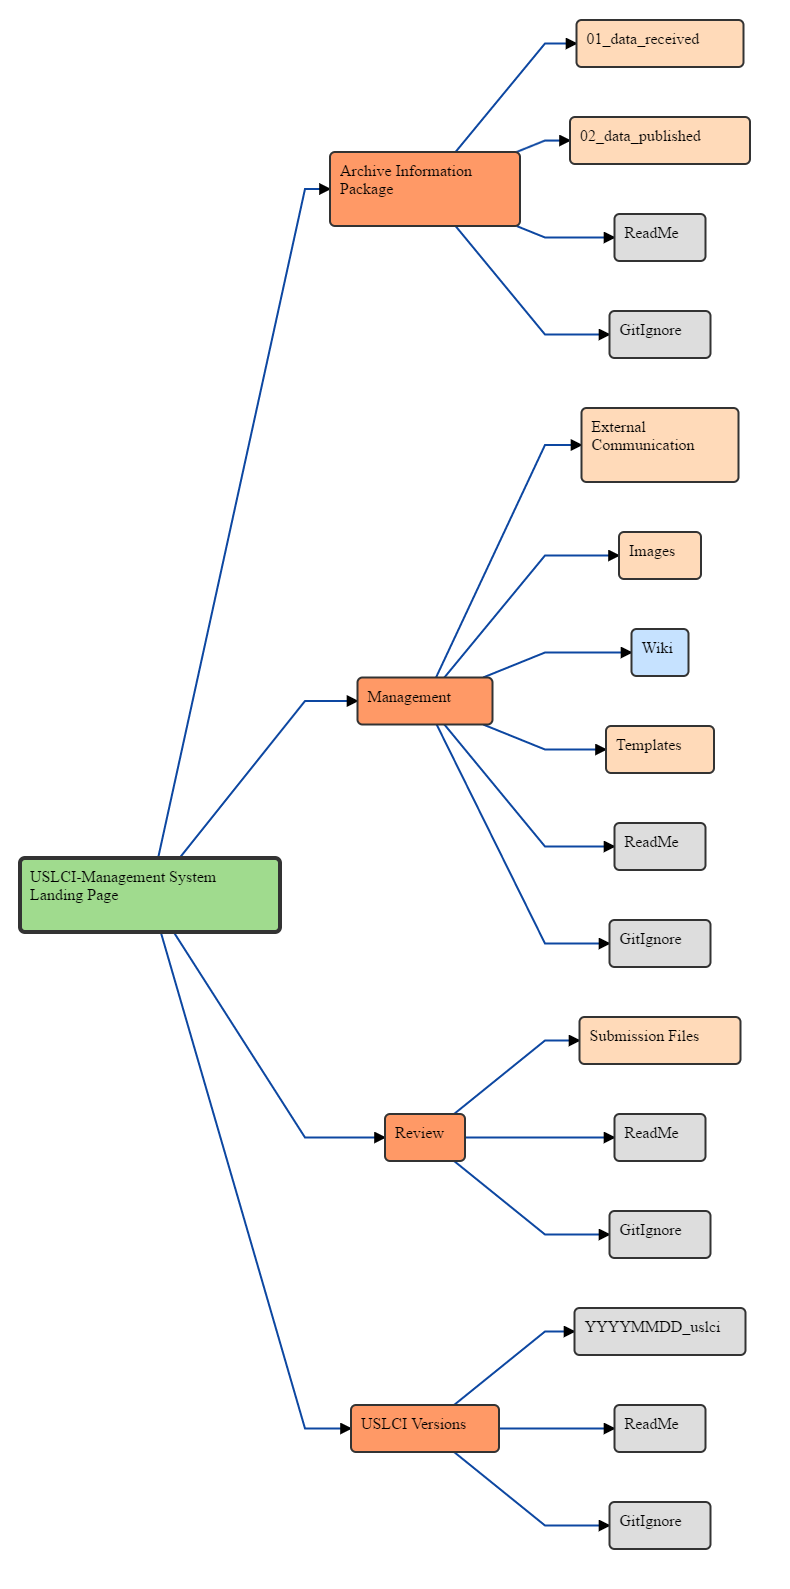 01_data_received
02_data_published
Archive Information
Package
ReadMe
GitIgnore
External
Communication
Images
Wiki
Management
Templates
ReadMe
GitIgnore
USLCI-Management System
Landing Page
Submission Files
Review
ReadMe
GitIgnore
YYYYMMDD_uslci
USLCI Versions
ReadMe
GitIgnore